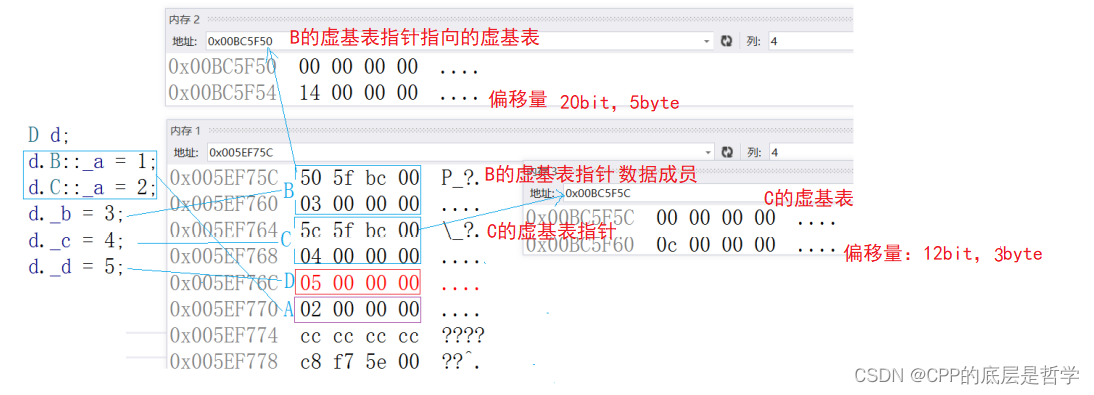 内存 2
地址: 0x00BC5F50 列: 4
B的虚基表指针指向的虚基表
0x00BC5F50 00 00 00 00 ....
0x00BC5F54 14 00 00 00 ....
偏移量 20bit, 5byte
D d;
d.B::_a = 1;
d.C::_a = 2;
d._b = 3;
d._c = 4;
d._d = 5;
内存 1
地址: 0x005EF75C 列: 4
0x005EF75C 50 5f bc 00 P_?.
0x005EF760 03 00 00 00 ....
0x005EF764 5c 5f bc 00 \_?.
0x005EF768 04 00 00 00 ....
0x005EF76C 05 00 00 00 ....
0x005EF770 02 00 00 00 ....
0x005EF774 cc cc cc cc ????
0x005EF778 c8 f7 5e 00 ??^.
B
C
D
A
B的虚基表指针 数据成员
C的虚基表指针
地址: 0x00BC5F5C
C的虚基表
0x00BC5F5C 00 00 00 00 ....
0x00BC5F60 0c 00 00 00 ....
偏移量：12bit, 3byte
CSDN @CPP的底层是哲学